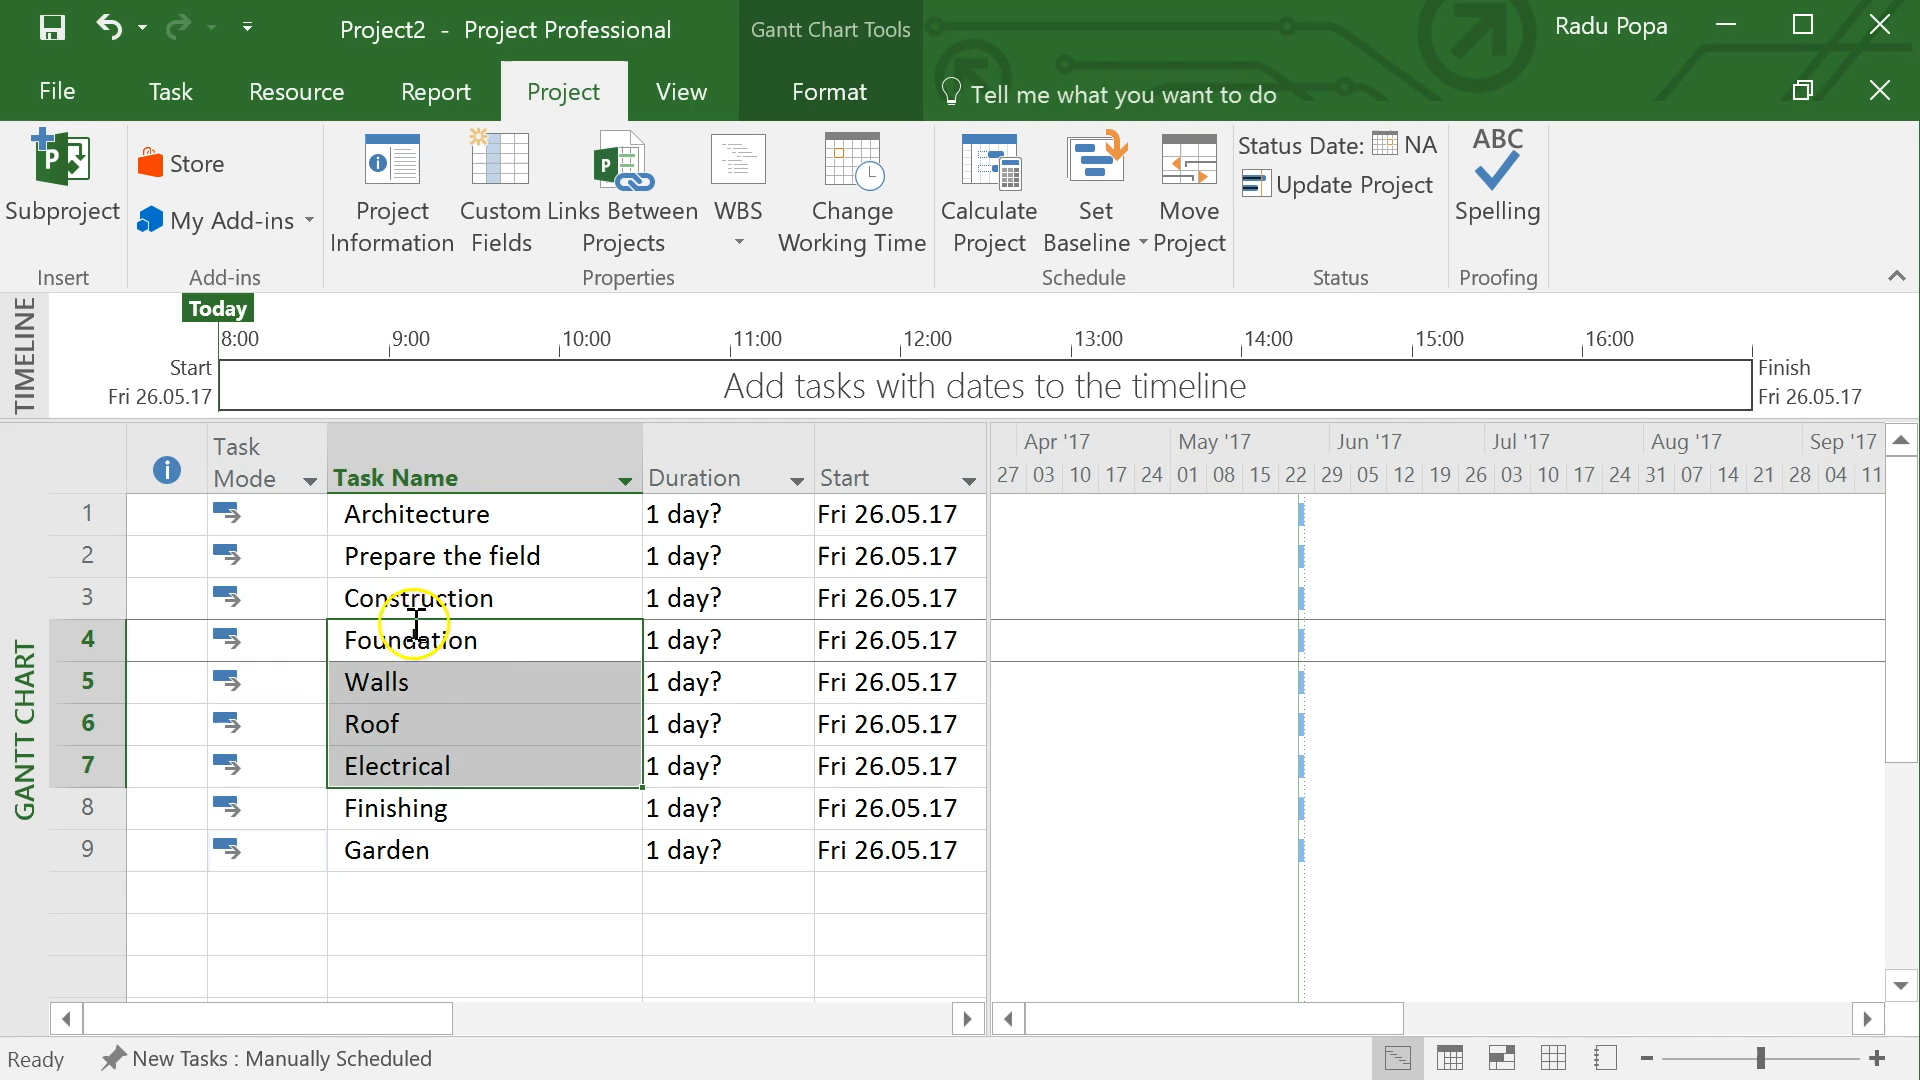 Project2 - Project Professional
Gantt Chart Tools
Radu Popa
File Task Resource Report Project View Format Tell me what you want to do
Subproject
Insert
Store
My Add-ins
Add-ins
Project Information
Custom Fields
Links Between Projects
WBS
Change Working Time
Properties
Calculate Project
Set Baseline
Move Project
Schedule
Status Date: NA
Update Project
Status
ABC
Spelling
Proofing
TIMELINE
Today
8:00 9:00 10:00 11:00 12:00 13:00 14:00 15:00 16:00
Start
Fri 26.05.17
Add tasks with dates to the timeline
Finish
Fri 26.05.17
GANTT CHART
Task Mode Task Name Duration Start
Apr '17 May '17 Jun '17 Jul '17 Aug '17 Sep '17
27 03 10 17 24 01 08 15 22 29 05 12 19 26 03 10 17 24 31 07 14 21 28 04 11
1 Architecture 1 day? Fri 26.05.17
2 Prepare the field 1 day? Fri 26.05.17
3 Construction 1 day? Fri 26.05.17
4 Foundation 1 day? Fri 26.05.17
5 Walls 1 day? Fri 26.05.17
6 Roof 1 day? Fri 26.05.17
7 Electrical 1 day? Fri 26.05.17
8 Finishing 1 day? Fri 26.05.17
9 Garden 1 day? Fri 26.05.17
Ready New Tasks : Manually Scheduled